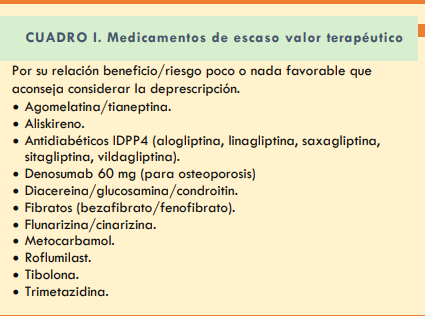 CUADRO I. Medicamentos de escaso valor terapéutico
Por su relación beneficio/riesgo poco o nada favorable que
aconseja considerar la deprescripción.
• Agomelatina/tianeptina.
• Aliskireno.
• Antidiabéticos IDPP4 (alogliptina, linagliptina, saxagliptina,
sitagliptina, vildagliptina).
• Denosumab 60 mg (para osteoporosis)
• Diacereina/glucosamina/condroitin.
• Fibratos (bezafibrato/fenofibrato).
• Flunarizina/cinarizina.
• Metocarbamol.
• Roflumilast.
• Tibolona.
• Trimetazidina.